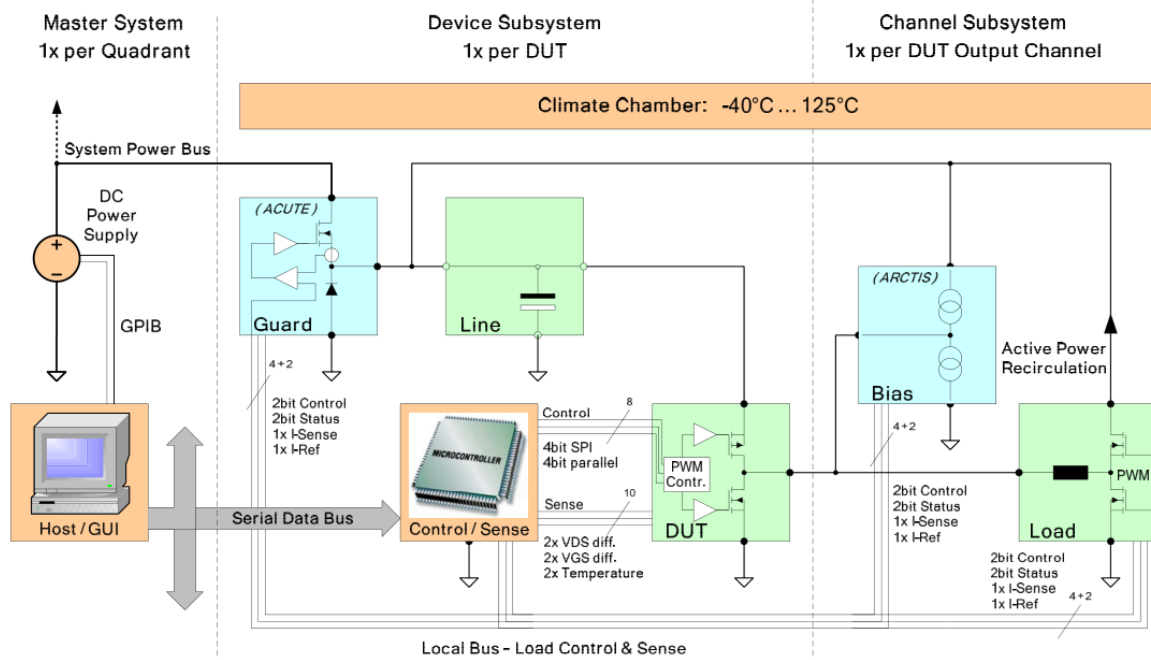 Master System
1x per Quadrant
Device Subsystem
1x per DUT
Channel Subsystem
1x per DUT Output Channel
Climate Chamber: -40°C ... 125°C
System Power Bus
DC
Power
Supply
+
−
GPIB
(ACUTE)
Guard
Line
(ARCTIS)
Bias
Active Power
Recirculation
4+2
2bit Control
2bit Status
1x I-Sense
1x I-Ref
Host/GUI
Serial Data Bus
MICROCONTROLLER
Control/Sense
Control
8
4bit SPI
4bit parallel
Sense
10
2x VDS diff.
2x VGS diff.
2x Temperature
PWM
Contr.
DUT
4+2
2bit Control
2bit Status
1x I-Sense
1x I-Ref
PWM
Load
2bit Control
2bit Status
1x I-Sense
1x I-Ref
4+2
Local Bus - Load Control & Sense